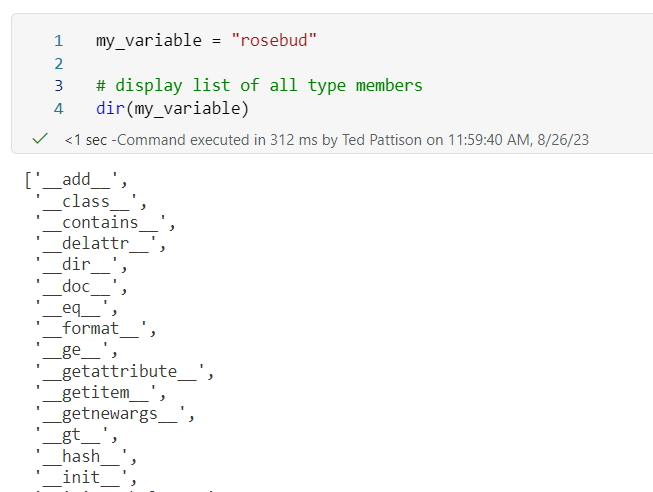 1 my_variable = "rosebud"
2
3 # display list of all type members
4 dir(my_variable)
<1 sec -Command executed in 312 ms by Ted Pattison on 11:59:40 AM, 8/26/23
['__add__',
'__class__',
'__contains__',
'__delattr__',
'__dir__',
'__doc__',
'__eq__',
'__format__',
'__ge__',
'__getattribute__',
'__getitem__',
'__getnewargs__',
'__gt__',
'__hash__',
'__init__',